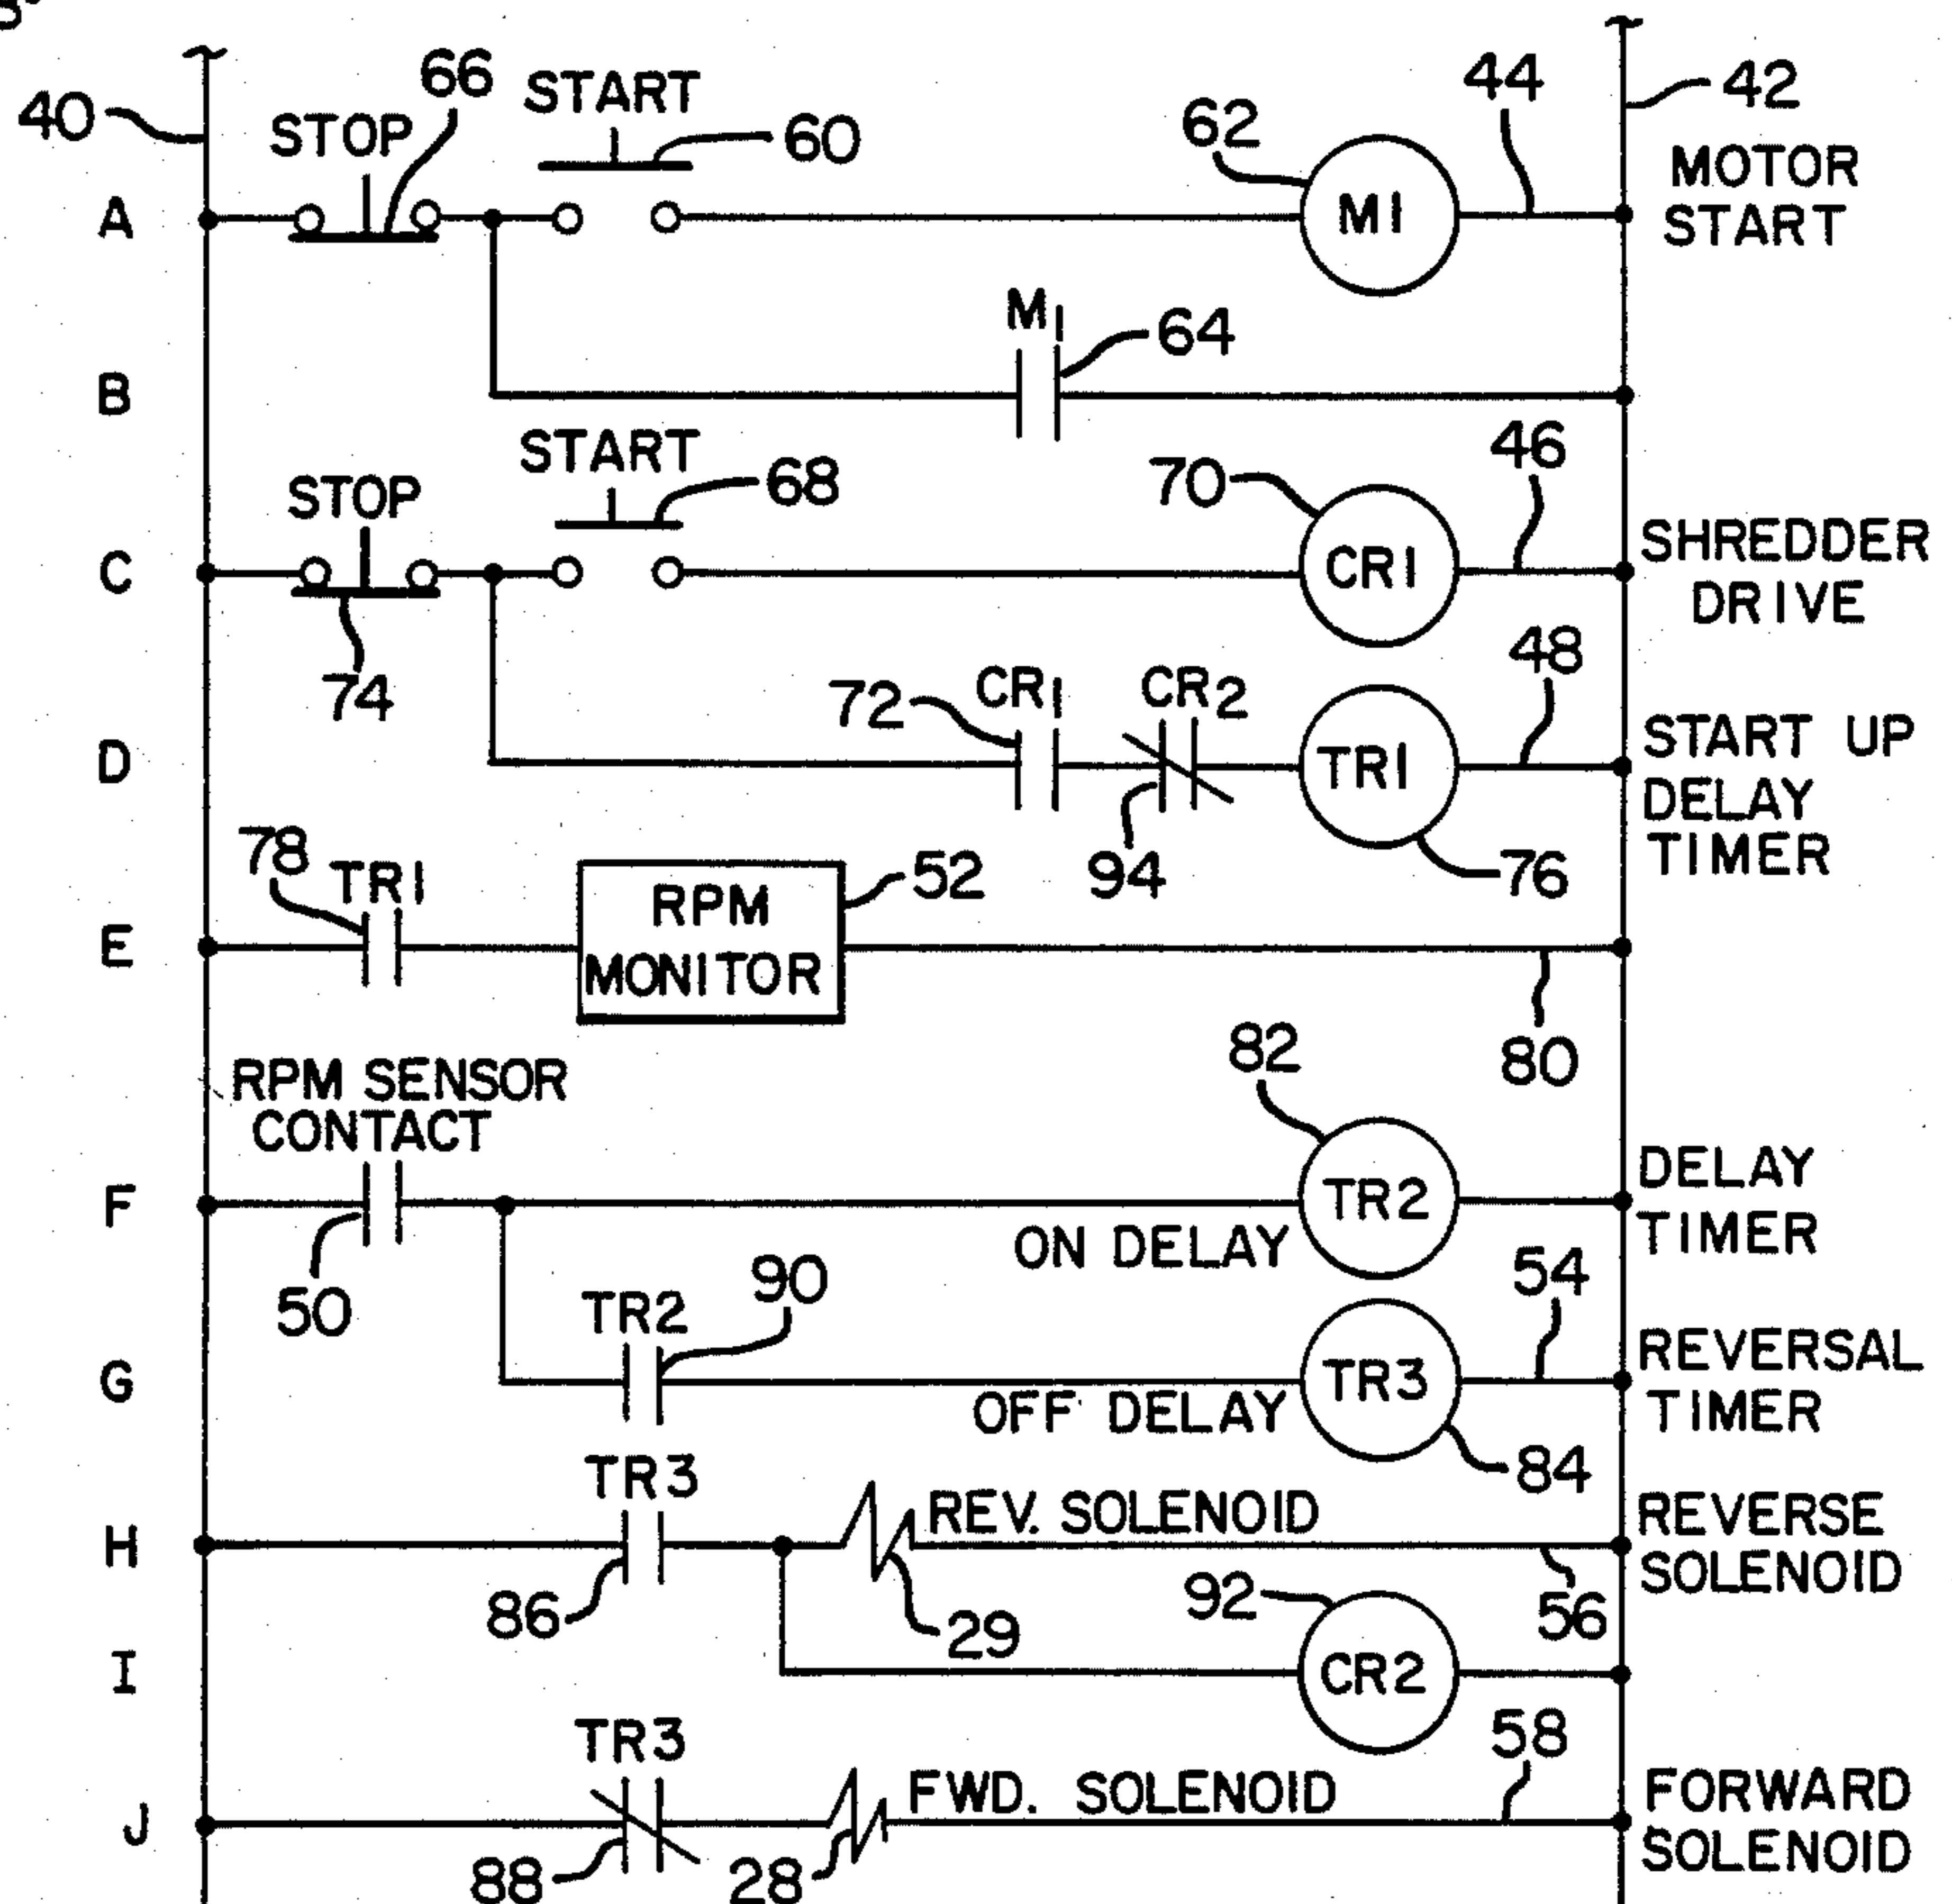 66
START
44
42
40
STOP
60
62
MOTOR
START
A
M1
M1
64
B
START
46
STOP
68
70
C
CR1
SHREDDER
DRIVE
74
72
CR1
CR2
48
D
TR1
START UP
DELAY
TIMER
78
TR1
52
94
76
E
RPM
MONITOR
80
82
RPM SENSOR
CONTACT
F
TR2
DELAY
TIMER
50
ON DELAY
54
TR2
90
G
TR3
REVERSAL
TIMER
OFF DELAY
84
TR3
H
REV. SOLENOID
REVERSE
SOLENOID
86
29
92
56
I
CR2
58
TR3
J
FWD. SOLENOID
FORWARD
SOLENOID
88
28